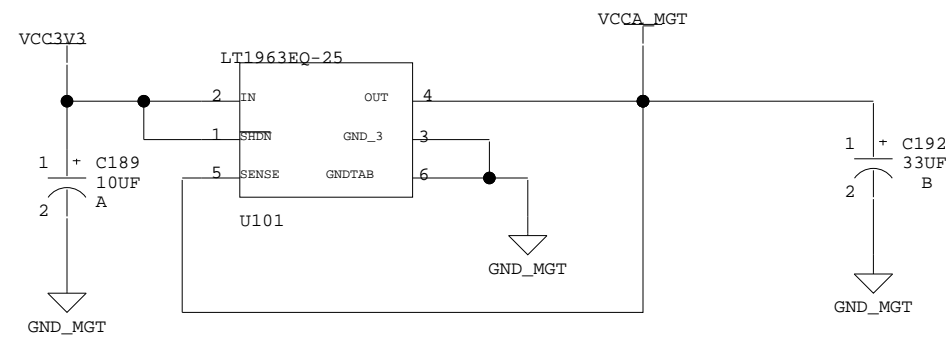 VCCA_MGT
VCC3V3
LT1963EQ-25
2 IN OUT 4
1 SHDN GND_3 3
5 SENSE GNDTAB 6
U101
1 + C189
10UF
A
2
1 + C192
33UF
B
2
GND_MGT
GND_MGT
GND_MGT